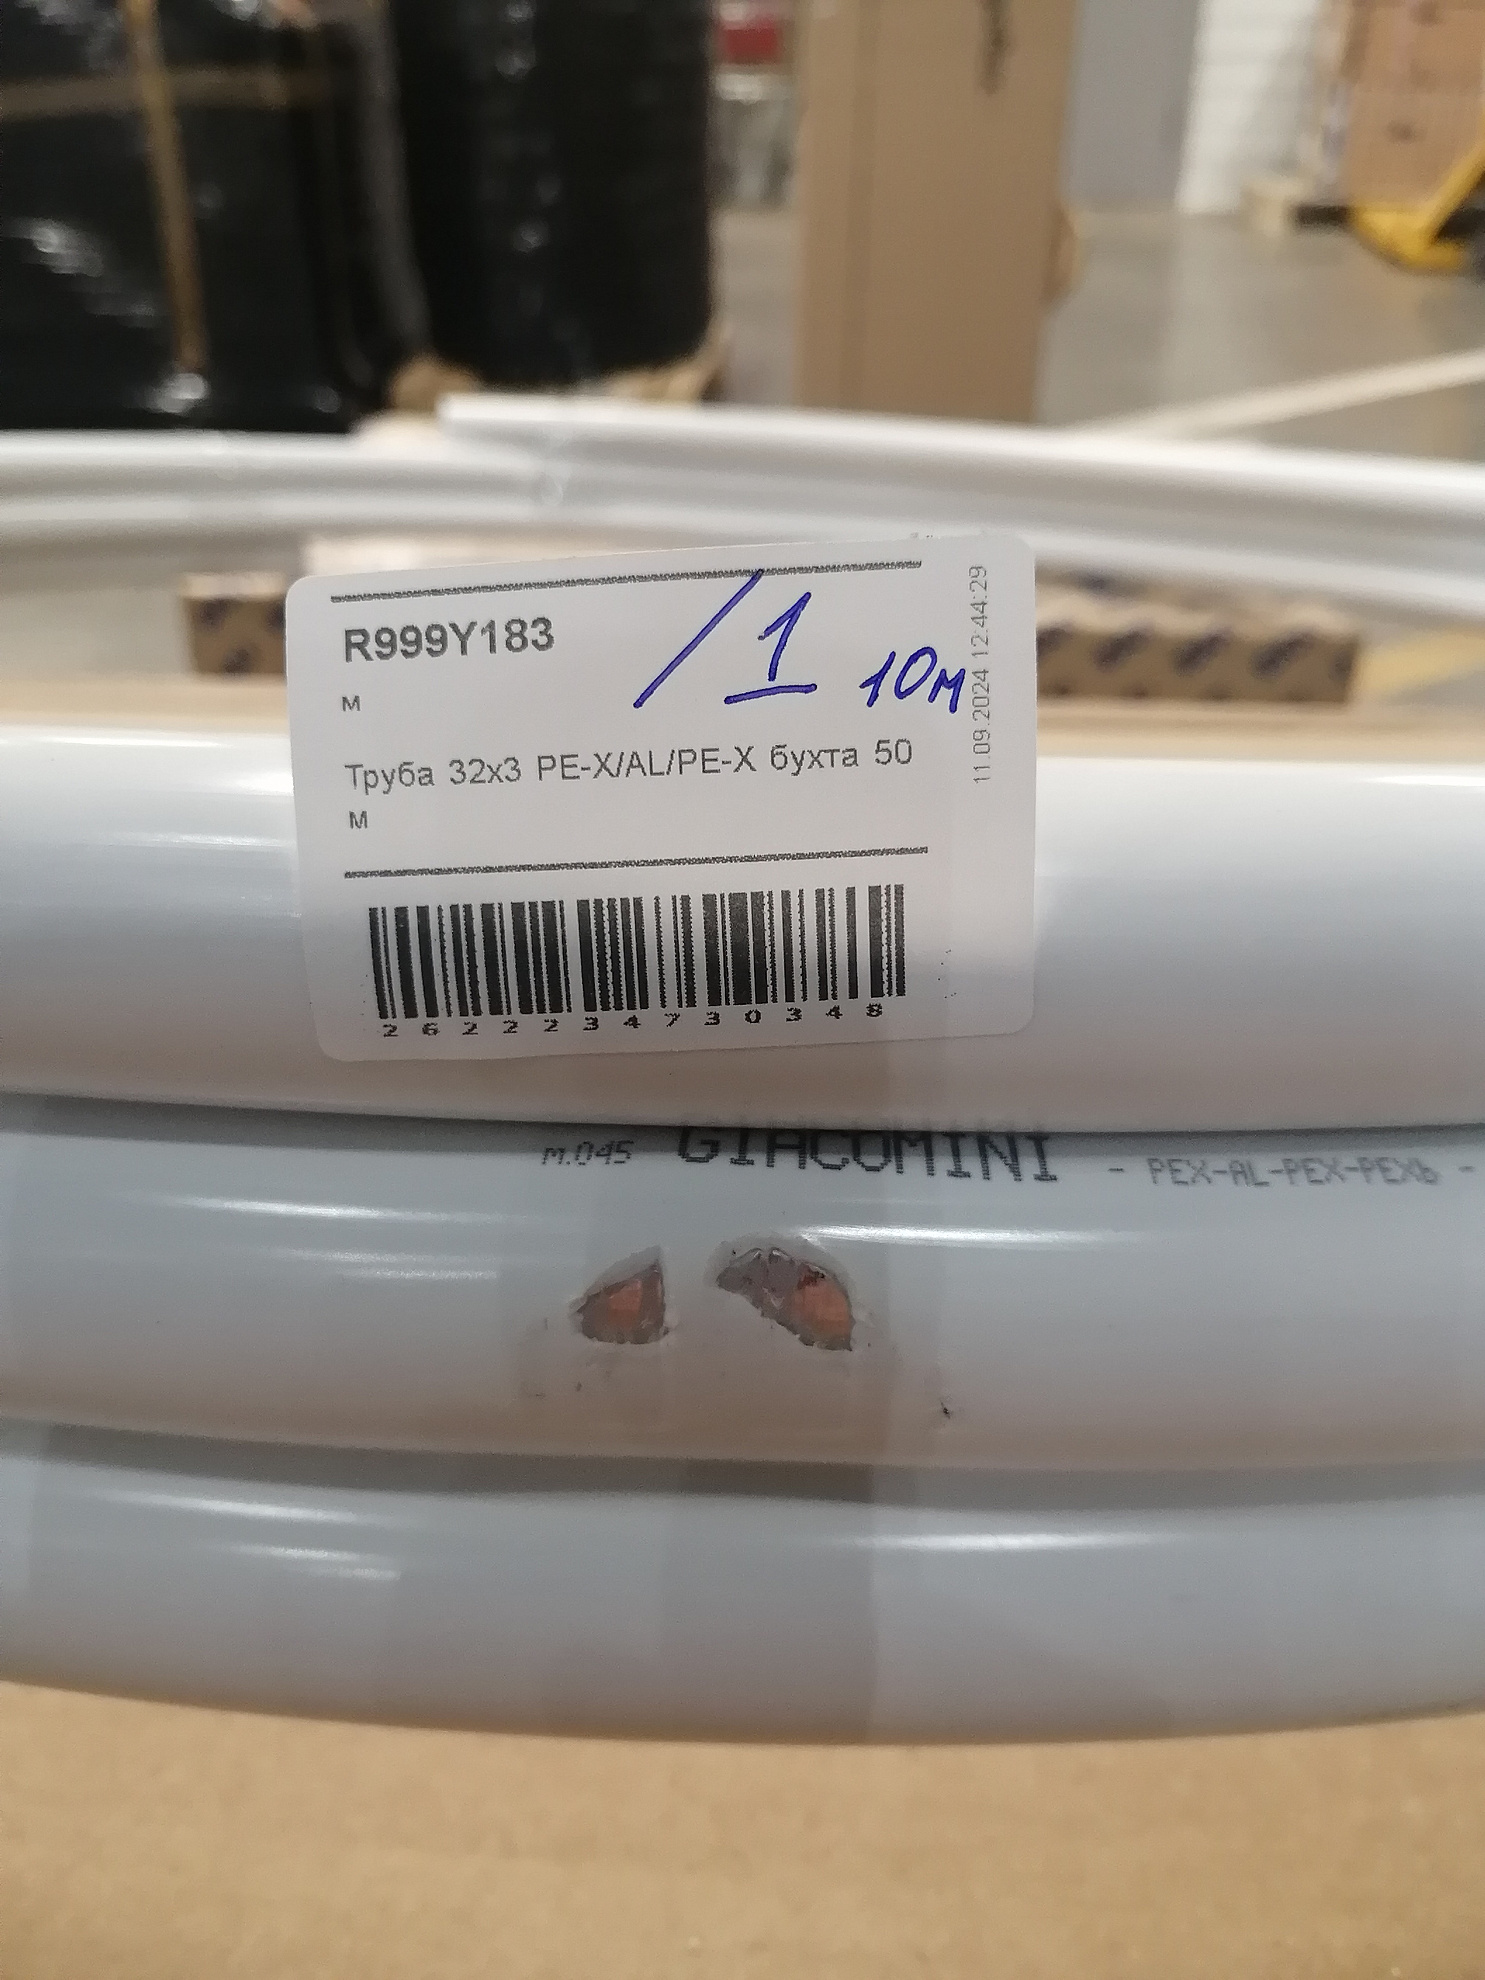 R999Y183
/1 10м
м
Труба 32x3 PE-X/AL/PE-X бухта 50
м
11.09.2024 12:44:29
2622234730348
m.045 GIACOMINI - PEX-AL-PEX-PEXb -